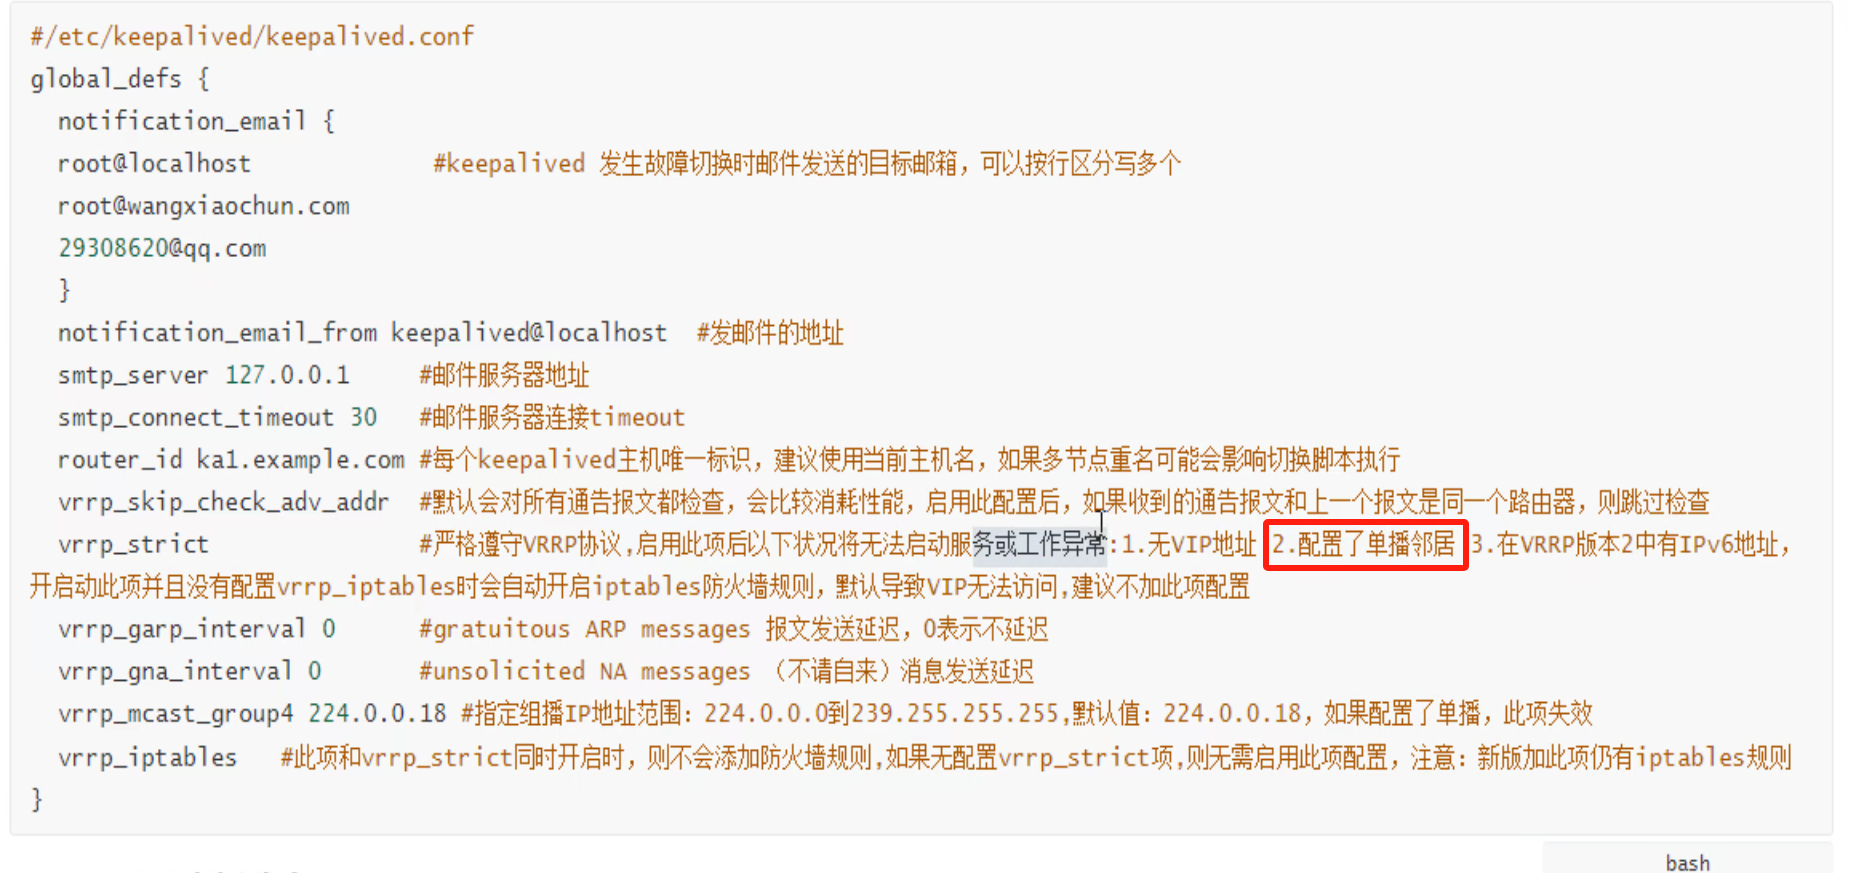 #/etc/keepalived/keepalived.conf
global_defs {
notification_email {
root@localhost #keepalived 发生故障切换时邮件发送的目标邮箱，可以按行区分写多个
root@wangxiaochun.com
29308620@qq.com
}
notification_email_from keepalived@localhost #发邮件的地址
smtp_server 127.0.0.1 #邮件服务器地址
smtp_connect_timeout 30 #邮件服务器连接timeout
router_id ka1.example.com #每个keepalived主机唯一标识，建议使用当前主机名，如果多节点重名可能会影响切换脚本执行
vrrp_skip_check_adv_addr #默认会对所有通告报文都检查，会比较消耗性能，启用此配置后，如果收到的通告报文和上一个报文是同一个路由器，则跳过检查
vrrp_strict #严格遵守VRRP协议,启用此项后以下状况将无法启动服务或工作异常:1.无VIP地址 2.配置了单播邻居 3.在VRRP版本2中有IPv6地址，
开启动此项并且没有配置vrrp_iptables时会自动开启iptables防火墙规则，默认导致VIP无法访问,建议不加此项配置
vrrp_garp_interval 0 #gratuitous ARP messages 报文发送延迟，0表示不延迟
vrrp_gna_interval 0 #unsolicited NA messages （不请自来）消息发送延迟
vrrp_mcast_group4 224.0.0.18 #指定组播IP地址范围：224.0.0.0到239.255.255.255,默认值：224.0.0.18，如果配置了单播，此项失效
vrrp_iptables #此项和vrrp_strict同时开启时，则不会添加防火墙规则,如果无配置vrrp_strict项,则无需启用此项配置，注意：新版加此项仍有iptables规则
}
bash